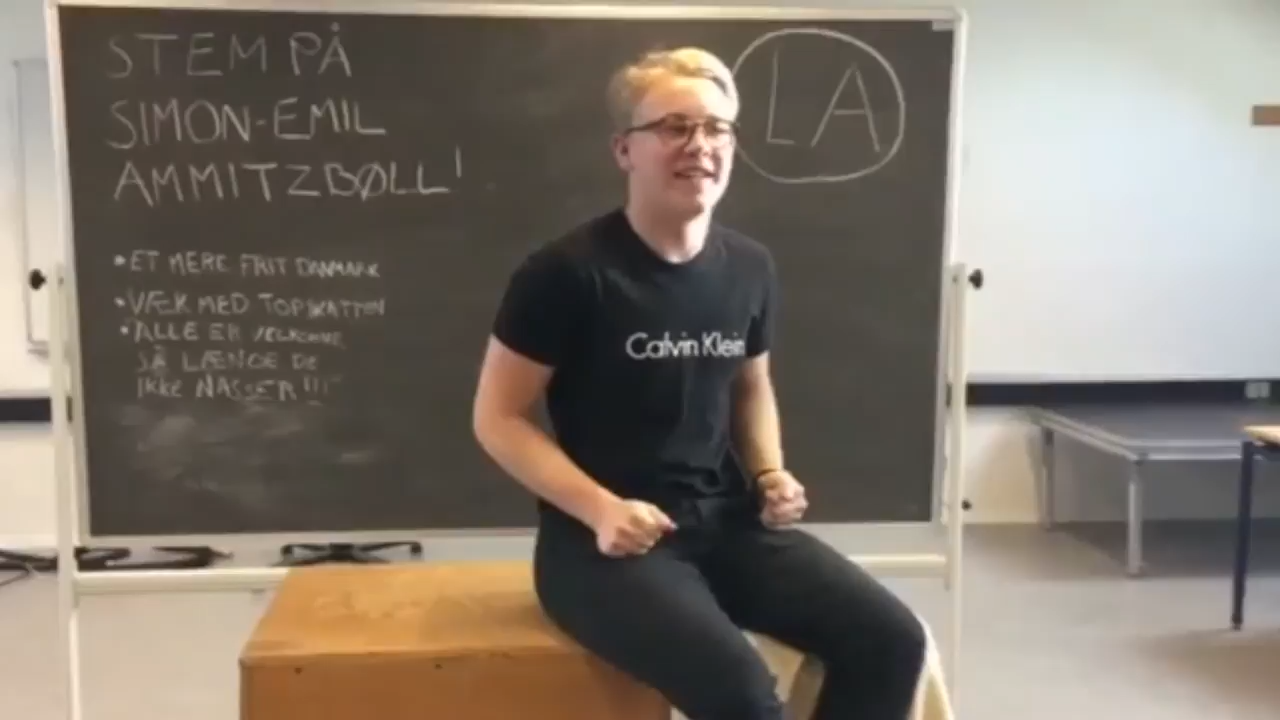 STEM PÅ
SIMON-EMIL
AMMITZBØLL!
LA
• ET MERE FRIT DANMARK
• VÆK MED TOPSKATTEN
• ALLE ER VELKOMNE,
SÅ LÆNGE DE
IKKE NASSER!!!
Calvin Klein